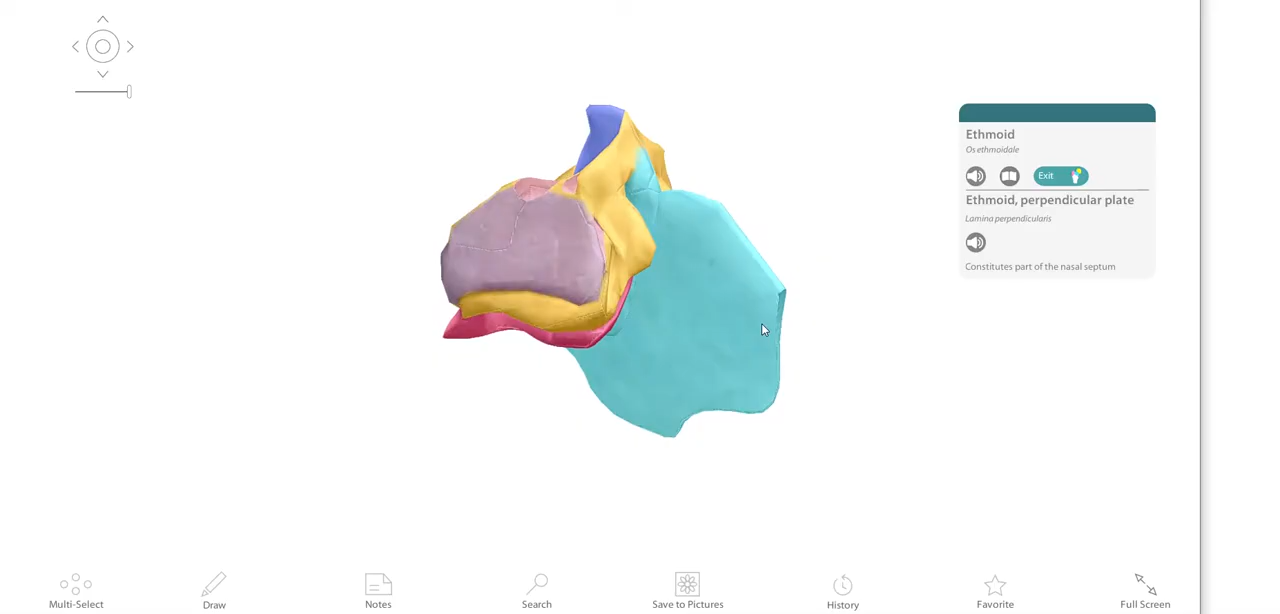 Ethmoid
Os ethmoidale
Exit
Ethmoid, perpendicular plate
Lamina perpendicularis
Constitutes part of the nasal septum
Multi-Select
Draw
Notes
Search
Save to Pictures
History
Favorite
Full Screen